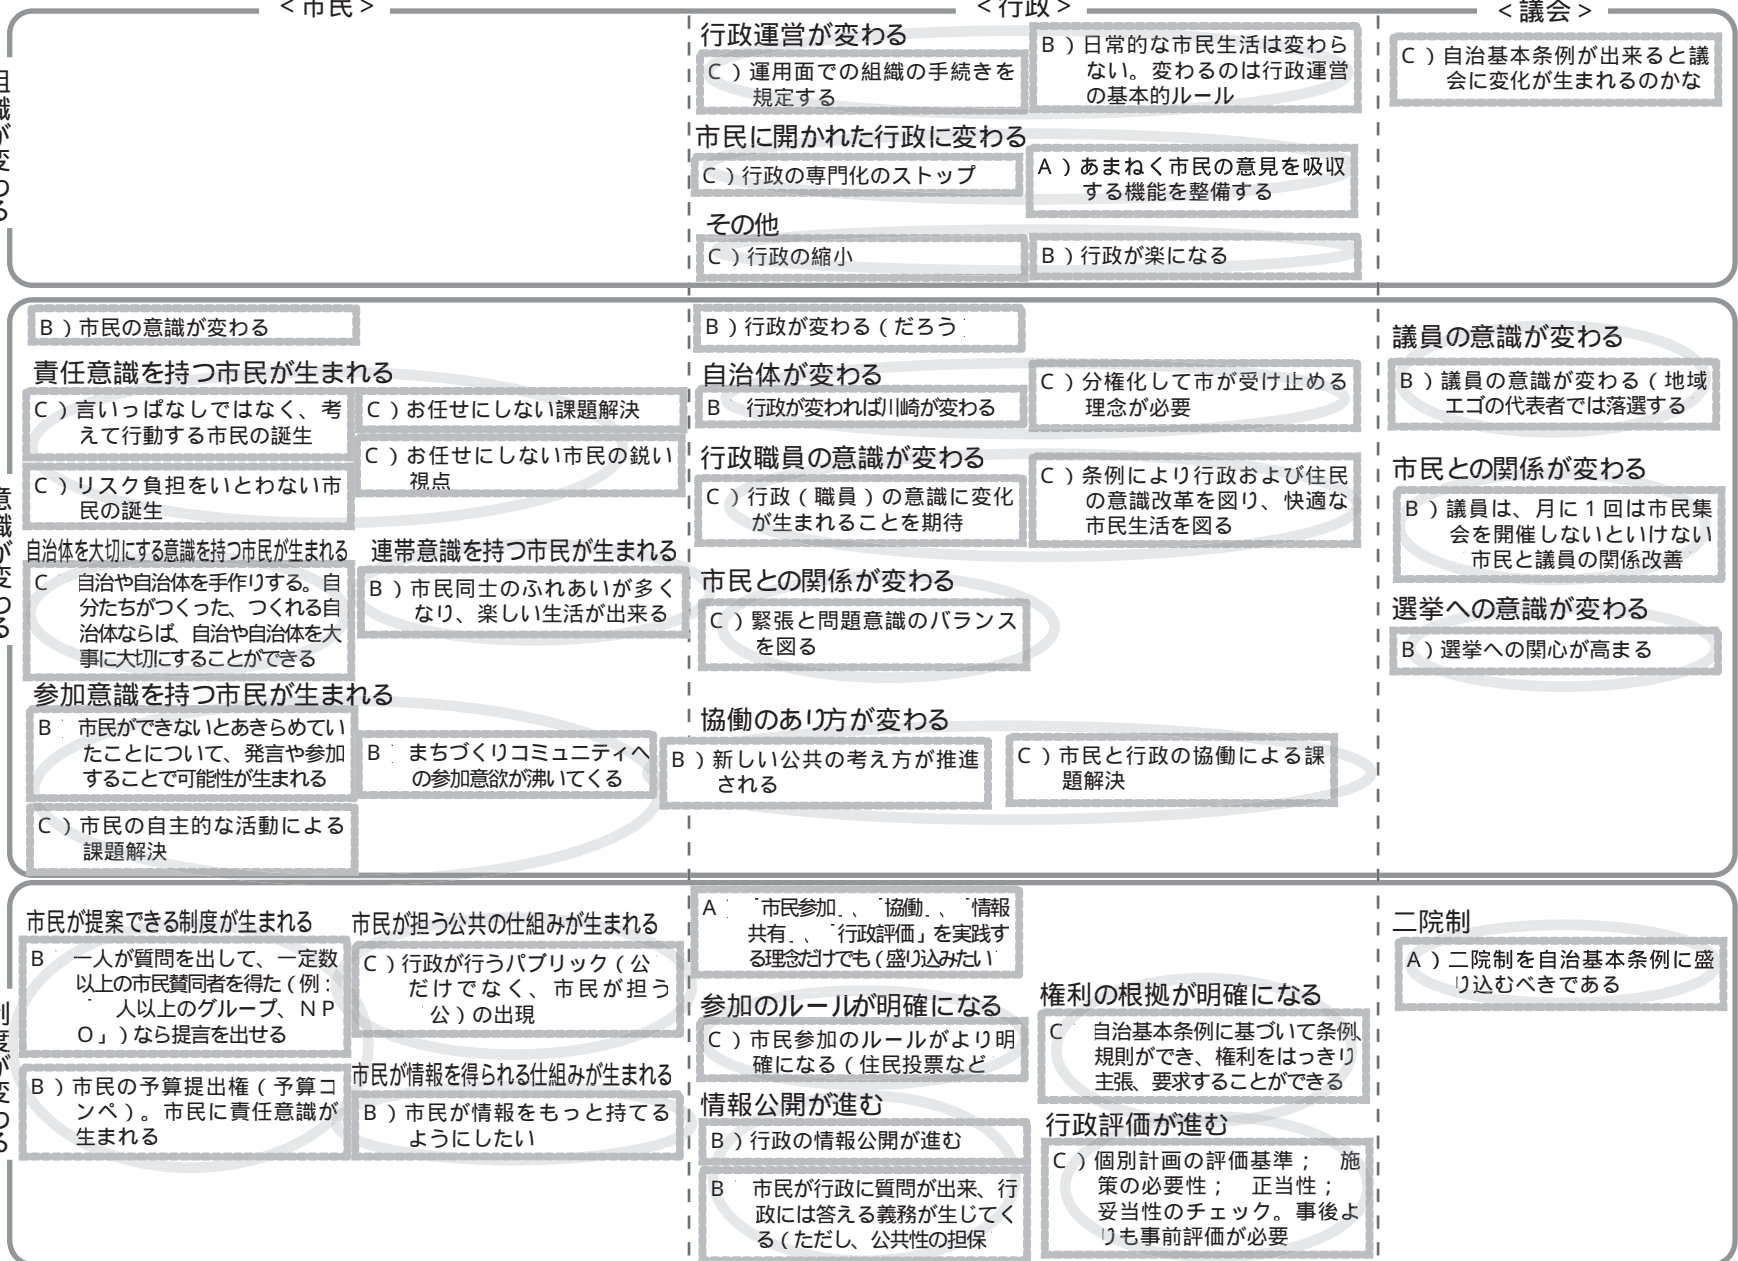 ＜市民＞
＜行政＞
＜議会＞
組織が変わる
行政運営が変わる
C）運用面での組織の手続きを
規定する
B）日常的な市民生活は変わら
ない。変わるのは行政運営
の基本的ルール
市民に開かれた行政に変わる
C）行政の専門化のストップ
A）あまねく市民の意見を吸収
する機能を整備する
その他
C）行政の縮小
B）行政が楽になる
C）自治基本条例が出来ると議
会に変化が生まれるのかな
意識が変わる
B）市民の意識が変わる
責任意識を持つ市民が生まれる
C）言いっぱなしではなく、考
えて行動する市民の誕生
C）お任せにしない課題解決
C）お任せにしない市民の鋭い
視点
C）リスク負担をいとわない市
民の誕生
自治体を大切にする意識を持つ市民が生まれる
C 自治や自治体を手作りする。自
分たちがつくった、つくれる自
治体ならば、自治や自治体を大
事に大切にすることができる
連帯意識を持つ市民が生まれる
B）市民同士のふれあいが多く
なり、楽しい生活が出来る
参加意識を持つ市民が生まれる
B 市民ができないとあきらめてい
たことについて、発言や参加
することで可能性が生まれる
B まちづくりコミュニティへ
の参加意欲が沸いてくる
C）市民の自主的な活動による
課題解決
B）行政が変わる（だろう
自治体が変わる
B 行政が変われば川崎が変わる
C）分権化して市が受け止める
理念が必要
行政職員の意識が変わる
C）行政（職員）の意識に変化
が生まれることを期待
C）条例により行政および住民
の意識改革を図り、快適な
市民生活を図る
市民との関係が変わる
C）緊張と問題意識のバランス
を図る
協働のあり方が変わる
B）新しい公共の考え方が推進
される
C）市民と行政の協働による課
題解決
議員の意識が変わる
B）議員の意識が変わる（地域
エゴの代表者では落選する
市民との関係が変わる
B）議員は、月に１回は市民集
会を開催しないといけない
市民と議員の関係改善
選挙への意識が変わる
B）選挙への関心が高まる
制度が変わる
市民が提案できる制度が生まれる
B 一人が質問を出して、一定数
以上の市民賛同者を得た（例：
「 人以上のグループ、ＮＰ
Ｏ」）なら提言を出せる
B）市民の予算提出権（予算コ
ンペ）。市民に責任意識が
生まれる
市民が担う公共の仕組みが生まれる
C）行政が行うパブリック（公
だけでなく、市民が担う
公）の出現
市民が情報を得られる仕組みが生まれる
B）市民が情報をもっと持てる
ようにしたい
A 「市民参加」、「協働」、「情報
共有」、「行政評価」を実践す
る理念だけでも（盛り込みたい
参加のルールが明確になる
C）市民参加のルールがより明
確になる（住民投票など
情報公開が進む
B）行政の情報公開が進む
B 市民が行政に質問が出来、行
政には答える義務が生じてく
る（ただし、公共性の担保
権利の根拠が明確になる
C 自治基本条例に基づいて条例、
規則ができ、権利をはっきり
主張、要求することができる
行政評価が進む
C）個別計画の評価基準； 施
策の必要性； 正当性；
妥当性のチェック。事後よ
りも事前評価が必要
二院制
A）二院制を自治基本条例に盛
り込むべきである